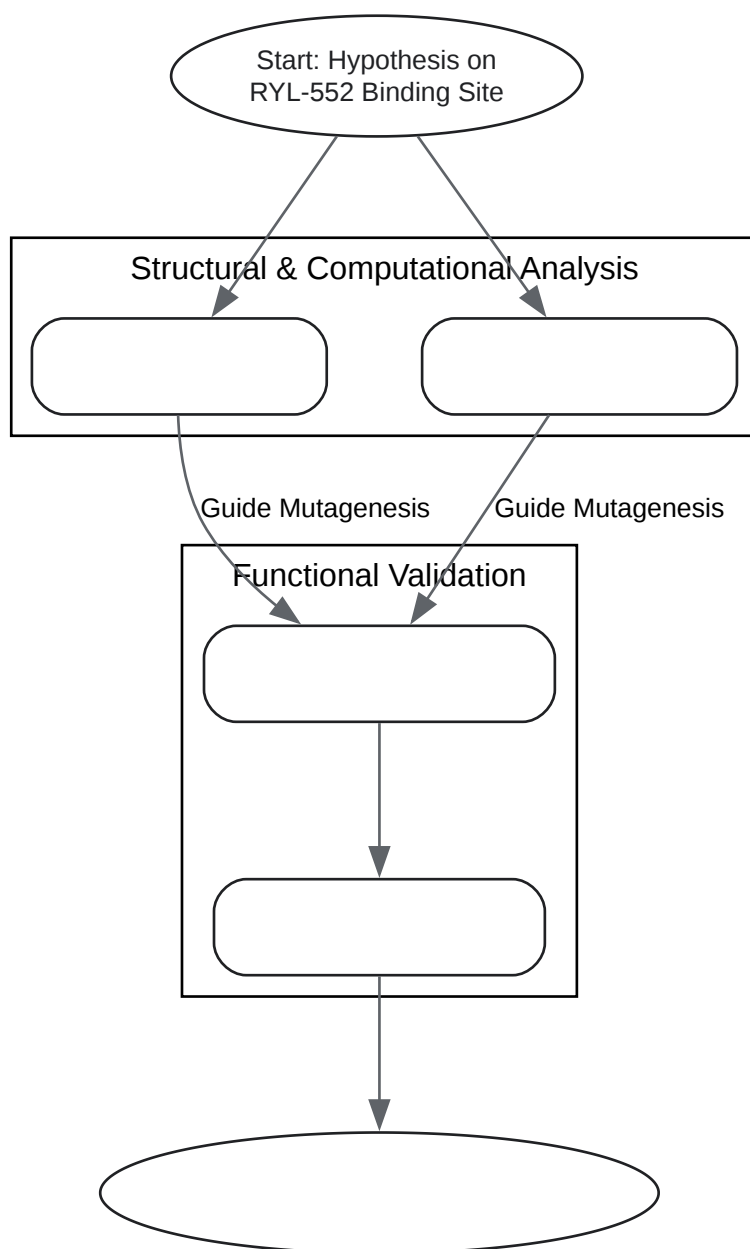 Start: Hypothesis on
RYL-552 Binding Site
Structural & Computational Analysis
Guide Mutagenesis
Guide Mutagenesis
Functional Validation